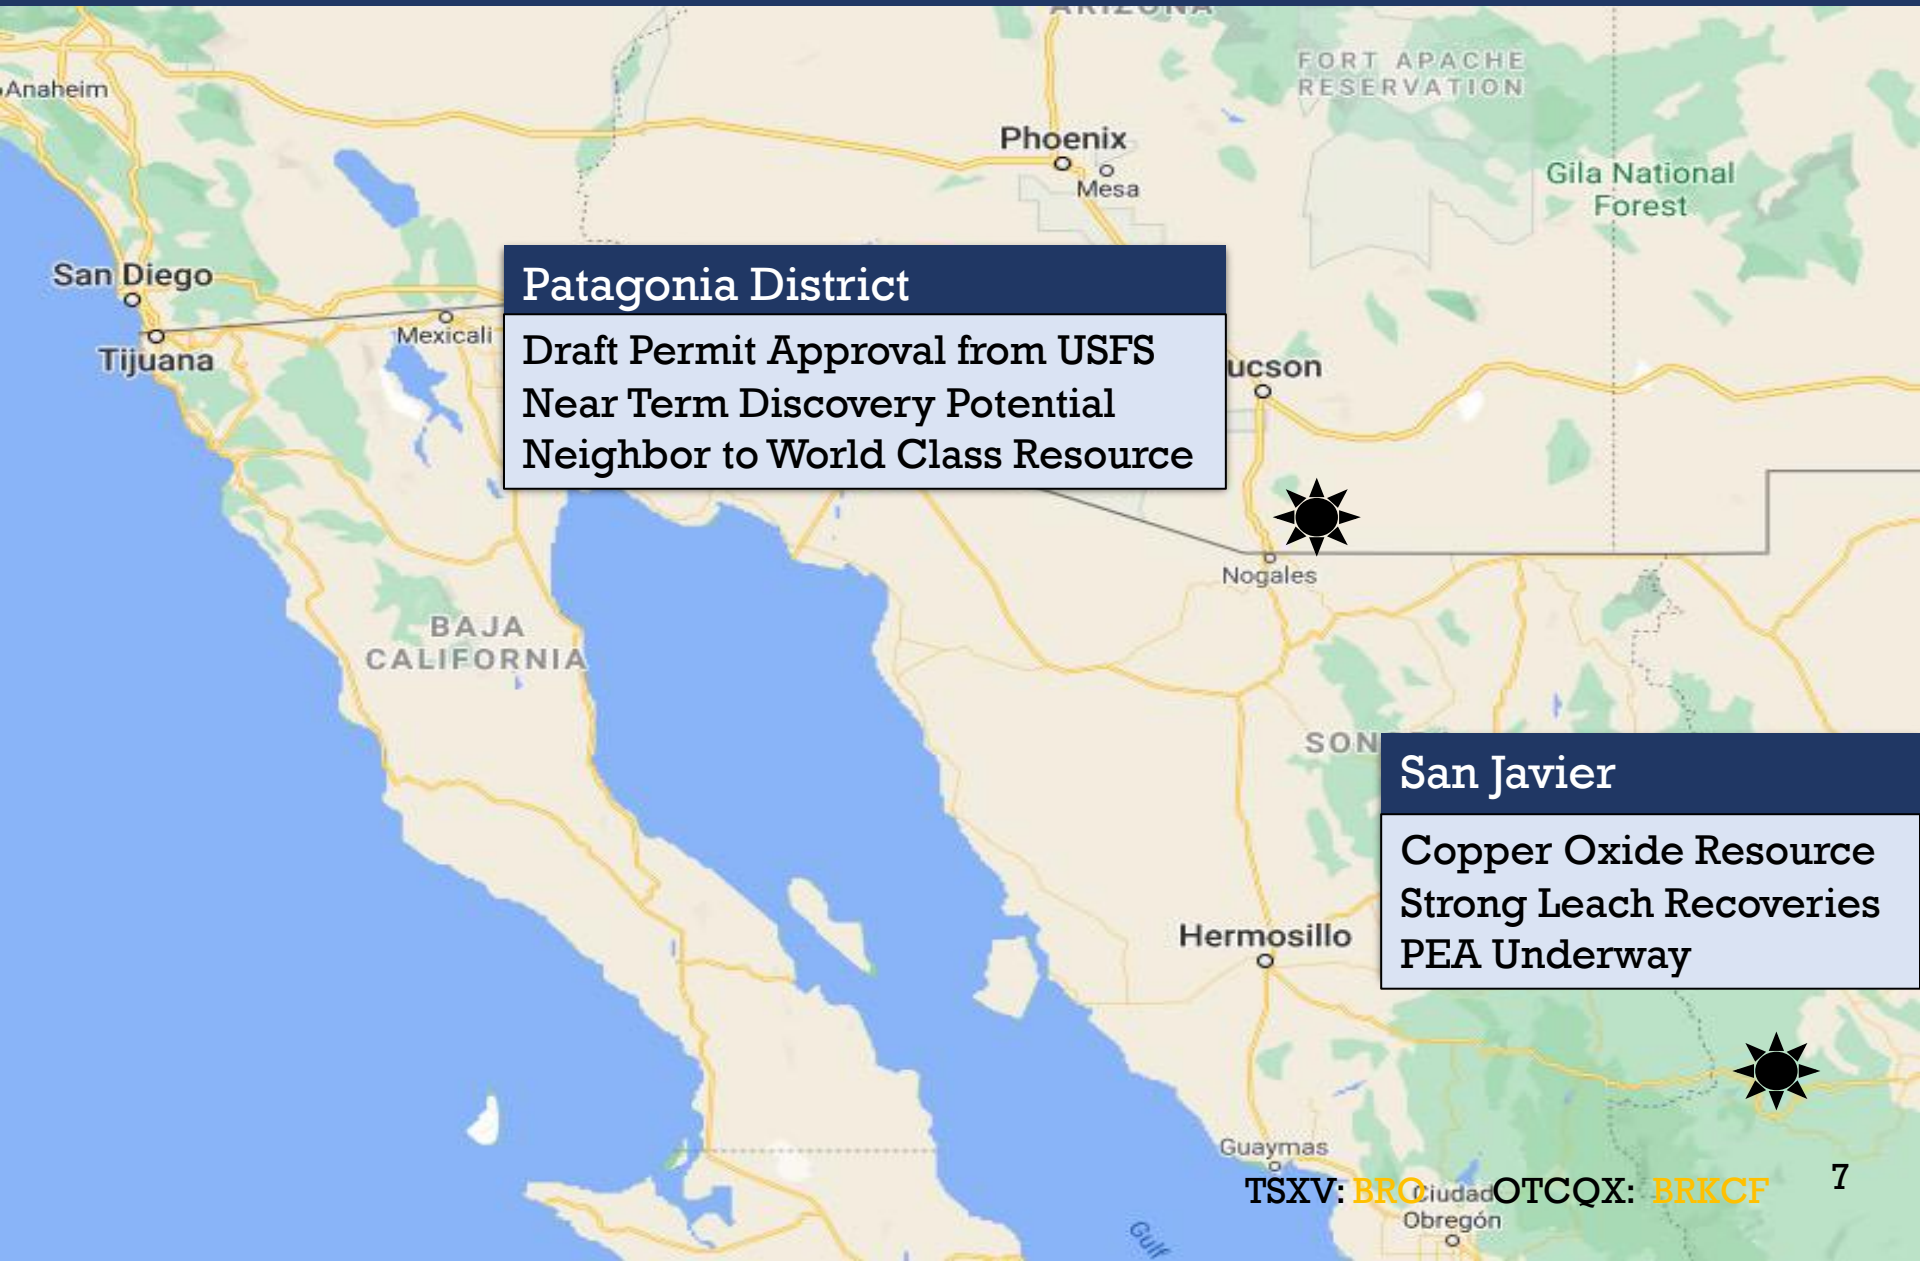 ARIZONA
FORT APACHE
RESERVATION
Anaheim
Phoenix
Mesa
Gila National
Forest
San Diego
Tijuana
Mexicali
Patagonia District
Draft Permit Approval from USFS
Near Term Discovery Potential
Neighbor to World Class Resource
ucson
Nogales
BAJA
CALIFORNIA
SON
San Javier
Copper Oxide Resource
Strong Leach Recoveries
PEA Underway
Hermosillo
Guaymas
TSXV: BRO OTCQX: BRKCF 7
Ciudad
Obregón
Gulf